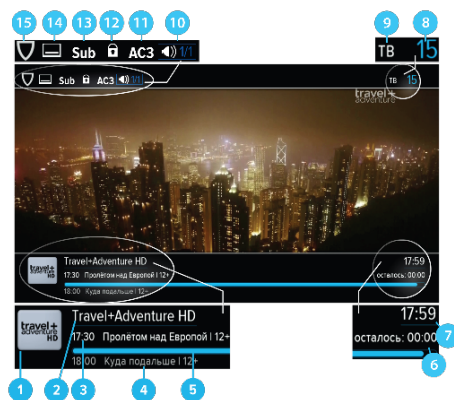 15 14 13 12 11 10 9 8
Sub AC3 1/1 ТВ 15
Sub AC3 1/1 ТВ 15
travel+
adventure
Travel+Adventure HD 17:59
travel+
adventure
HD
17:30 Пролётом над Европой | 12+ осталось: 00:00
18:00 Куда подальше | 12+
Travel+Adventure HD 17:59
travel+
adventure
HD
17:30 Пролётом над Европой | 12+ осталось: 00:00
18:00 Куда подальше | 12+
7
6
1 2 3 4 5